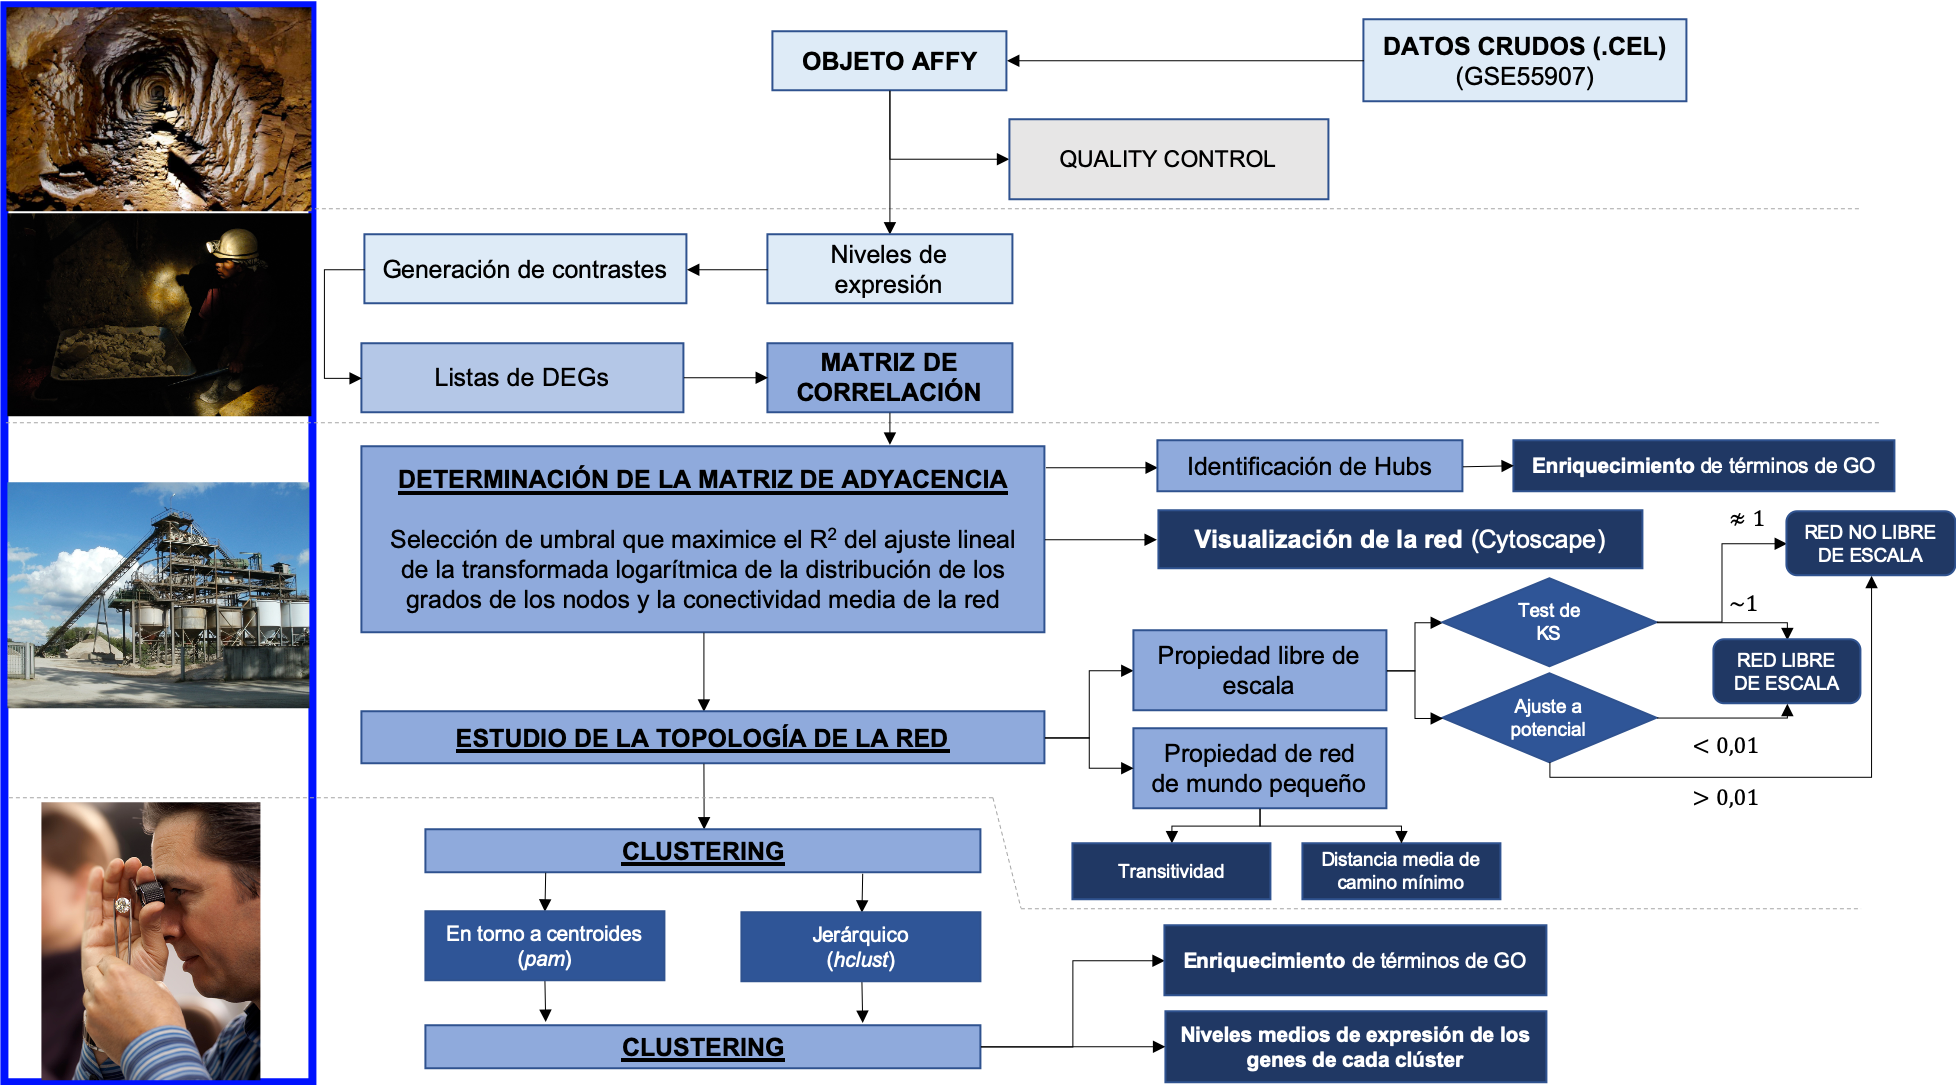 OBJETO AFFY
DATOS CRUDOS (.CEL)
(GSE55907)
QUALITY CONTROL
Generación de contrastes
Niveles de
expresión
Listas de DEGs
MATRIZ DE
CORRELACIÓN
DETERMINACIÓN DE LA MATRIZ DE ADYACENCIA
Selección de umbral que maximice el R² del ajuste lineal
de la transformada logarítmica de la distribución de los
grados de los nodos y la conectividad media de la red
Identificación de Hubs
Enriquecimiento de términos de GO
Visualización de la red (Cytoscape)
≉ 1
RED NO LIBRE
DE ESCALA
Test de
KS
~1
RED LIBRE
DE ESCALA
Propiedad libre de
escala
Ajuste a
potencial
< 0,01
> 0,01
ESTUDIO DE LA TOPOLOGÍA DE LA RED
Propiedad de red
de mundo pequeño
Transitividad
Distancia media de
camino mínimo
CLUSTERING
En torno a centroides
(pam)
Jerárquico
(hclust)
CLUSTERING
Enriquecimiento de términos de GO
Niveles medios de expresión de los
genes de cada clúster